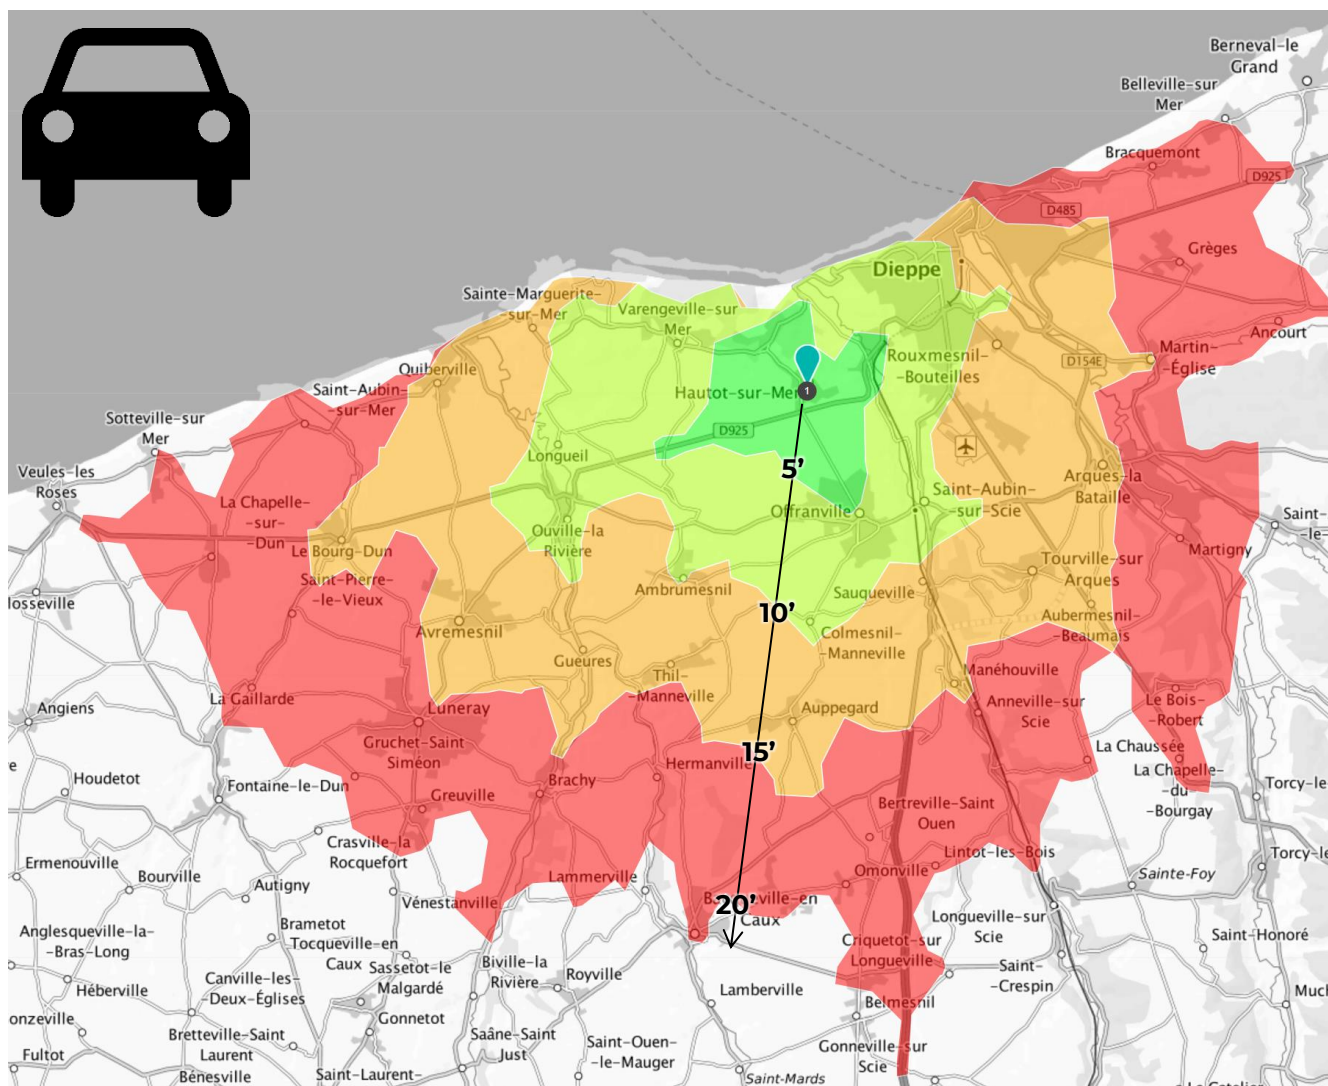 Berneval-le
Grand
Belleville-sur
Mer
Bracquemont
D925
D485
Grèges
Dieppe
Sainte-Marguerite-
-sur-Mer
Varengeville-sur
Mer
Ancourt
D154E
Martin-
-Église
Rouxmesnil-
-Bouteilles
Quiberville
Saint-Aubin-
-sur-Mer
Hautot-sur-Mer
1
Sotteville-sur
Mer
D925
Longueil
5'
Veules-les
Roses
Arques-la
Bataille
La Chapelle-
-sur-
-Dun
Saint-Aubin-
-sur-Scie
Offranville
Saint-
-le-
Ouville-la
Rivière
Le Bourg-Dun
Martigny
Tourville-sur
Arques
Saint-Pierre-
-le-Vieux
Ambrumesnil
Sauqueville
losseville
10'
Aubermesnil-
-Beaumais
Avremesnil
Colmesnil-
-Manneville
Gueures
Manéhouville
Thil-
-Manneville
La Gaillarde
Anneville-sur
Scie
Le Bois-
-Robert
Angiens
Luneray
Auppegard
Gruchet-Saint
Siméon
15'
La Chaussée
Hermanville
La Chapelle-
-du-
-Bourgay
Houdetot
Brachy
Torcy-le-
Fontaine-le-Dun
Greuville
Bertreville-Saint
Ouen
Crasville-la
Rocquefort
Lintot-les-Bois
Torcy-le-
Ermenouville
Bourville
Lammerville
Omonville
Sainte-Foy
Autigny
Vénestanville
20'
ville-en
Caux
Brametot
Longueville-sur
Scie
Anglesqueville-la-
-Bras-Long
Tocqueville-en
Caux
Criquetot-sur
Longueville
Saint-Honoré
Sassetot-le
Malgardé
Biville-la
Rivière
Royville
Saint-
-Crespin
Canville-les-
-Deux-Églises
Héberville
Lamberville
Belmesnil
Much
onzeville
Gonnetot
Bretteville-Saint
Laurent
Saâne-Saint
Just
Saint-Ouen-
-le-Mauger
Gonneville-sur
Scie
Fultot
Bénesville
Saint-Laurent-
Saint-Mards